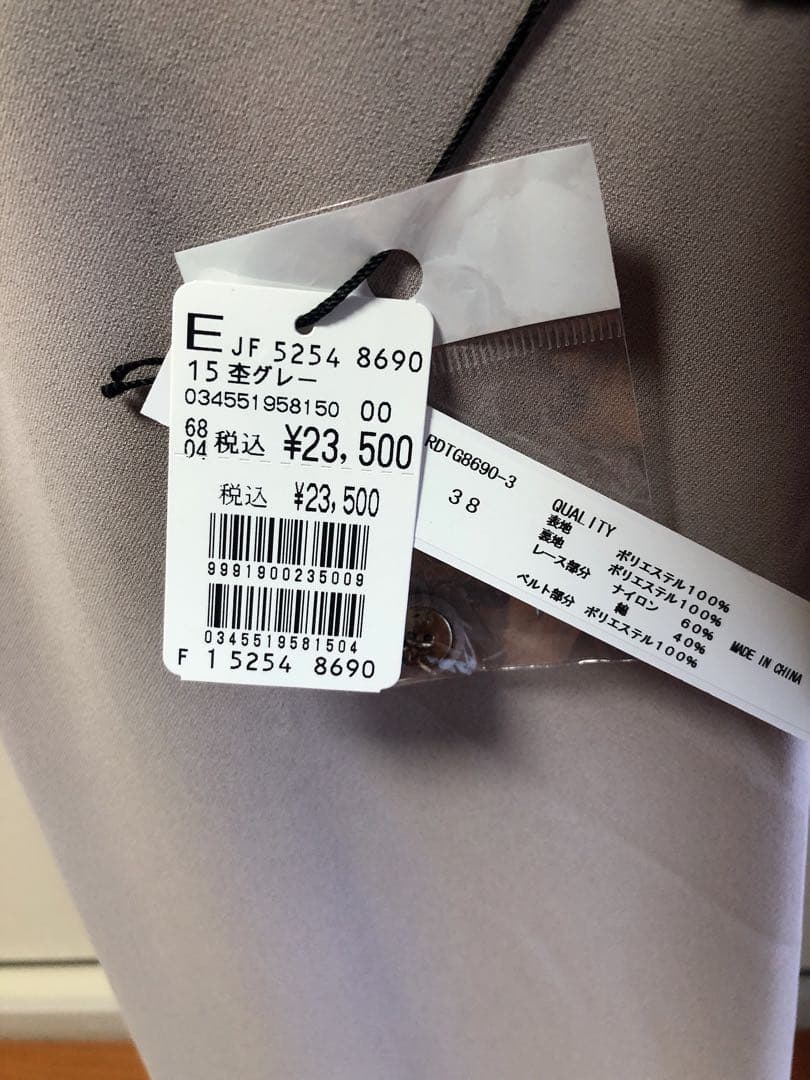 E JF 5254 8690
15 杢グレー
034551958150 00
68
04 税込 ¥23,500
税込 ¥23,500
9991900235009
0345519581504
F 1 5254 8690
RDTG8690-3
38
QUALITY
表地 ポリエステル100%
裏地 ポリエステル100%
レース部分 ナイロン 60%
綿 40%
ベルト部分 ポリエステル100%
MADE IN CHINA